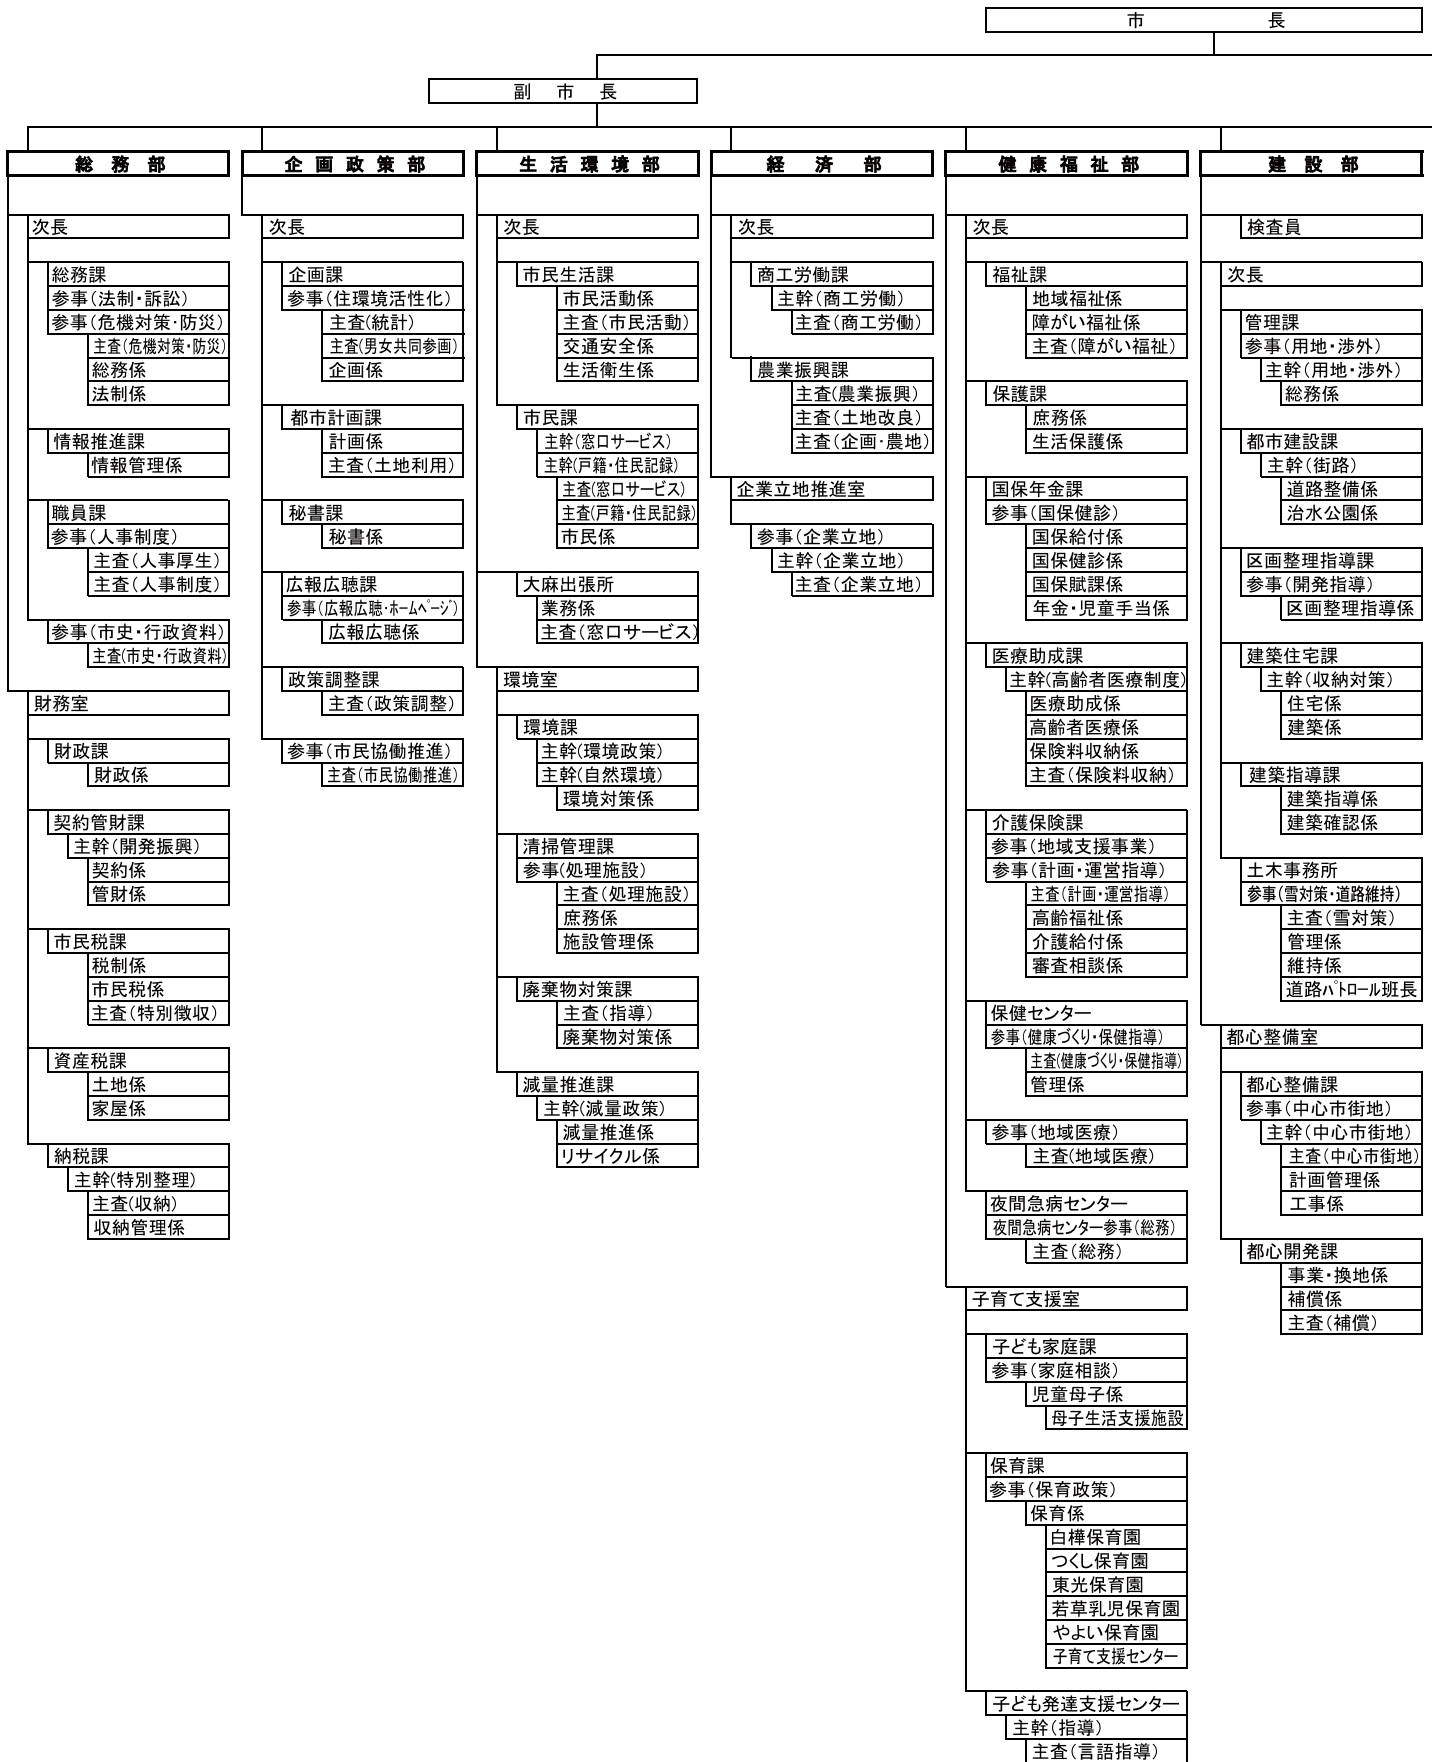 市長
副市長
総務部
次長
総務課
参事(法制・訴訟)
参事(危機対策・防災)
主査(危機対策・防災)
総務係
法制係
情報推進課
情報管理係
職員課
参事(人事制度)
主査(人事厚生)
主査(人事制度)
参事(市史・行政資料)
主査(市史・行政資料)
財務室
財政課
財政係
契約管財課
主幹(開発振興)
契約係
管財係
市民税課
税制係
市民税係
主査(特別徴収)
資産税課
土地係
家屋係
納税課
主幹(特別整理)
主査(収納)
収納管理係
企画政策部
次長
企画課
参事(住環境活性化)
主査(統計)
主査(男女共同参画)
企画係
都市計画課
計画係
主査(土地利用)
秘書課
秘書係
広報広聴課
参事(広報広聴・ホームページ)
広報広聴係
政策調整課
主査(政策調整)
参事(市民協働推進)
主査(市民協働推進)
生活環境部
次長
市民生活課
市民活動係
主査(市民活動)
交通安全係
生活衛生係
市民課
主幹(窓口サービス)
主幹(戸籍・住民記録)
主査(窓口サービス)
主査(戸籍・住民記録)
市民係
大麻出張所
業務係
主査(窓口サービス)
環境室
環境課
主幹(環境政策)
主幹(自然環境)
環境対策係
清掃管理課
参事(処理施設)
主査(処理施設)
庶務係
施設管理係
廃棄物対策課
主査(指導)
廃棄物対策係
減量推進課
主幹(減量政策)
減量推進係
リサイクル係
経済部
次長
商工労働課
主幹(商工労働)
主査(商工労働)
農業振興課
主査(農業振興)
主査(土地改良)
主査(企画・農地)
企業立地推進室
参事(企業立地)
主幹(企業立地)
主査(企業立地)
健康福祉部
次長
福祉課
地域福祉係
障がい福祉係
主査(障がい福祉)
保護課
庶務係
生活保護係
国保年金課
参事(国保健診)
国保給付係
国保健診係
国保賦課係
年金・児童手当係
医療助成課
主幹(高齢者医療制度)
医療助成係
高齢者医療係
保険料収納係
主査(保険料収納)
介護保険課
参事(地域支援事業)
参事(計画・運営指導)
主査(計画・運営指導)
高齢福祉係
介護給付係
審査相談係
保健センター
参事(健康づくり・保健指導)
主査(健康づくり・保健指導)
管理係
参事(地域医療)
主査(地域医療)
夜間急病センター
夜間急病センター参事(総務)
主査(総務)
子育て支援室
子ども家庭課
参事(家庭相談)
児童母子係
母子生活支援施設
保育課
参事(保育政策)
保育係
白樺保育園
つくし保育園
東光保育園
若草乳児保育園
やよい保育園
子育て支援センター
子ども発達支援センター
主幹(指導)
主査(言語指導)
建設部
検査員
次長
管理課
参事(用地・渉外)
主幹(用地・渉外)
総務係
都市建設課
主幹(街路)
道路整備係
治水公園係
区画整理指導課
参事(開発指導)
区画整理指導係
建築住宅課
主幹(収納対策)
住宅係
建築係
建築指導課
建築指導係
建築確認係
土木事務所
参事(雪対策・道路維持)
主査(雪対策)
管理係
維持係
道路パトロール班長
都心整備室
都心整備課
参事(中心市街地)
主幹(中心市街地)
主査(中心市街地)
計画管理係
工事係
都心開発課
事業・換地係
補償係
主査(補償)